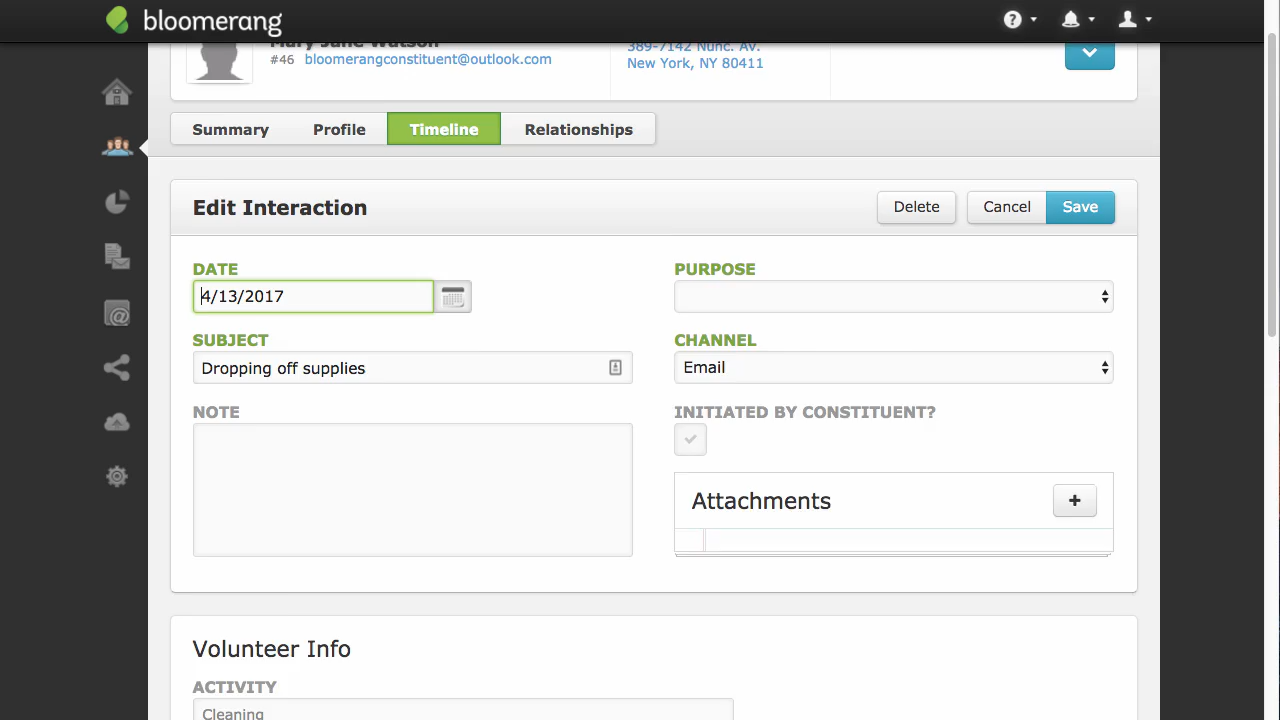 bloomerang
Mary Jane Watson
#46 bloomerangconstituent@outlook.com
389-7142 Nunc. Av.
New York, NY 80411
Summary
Profile
Timeline
Relationships
Edit Interaction
Delete
Cancel
Save
DATE
4/13/2017
PURPOSE
SUBJECT
Dropping off supplies
CHANNEL
Email
NOTE
INITIATED BY CONSTITUENT?
Attachments
+
Volunteer Info
ACTIVITY
Cleaning